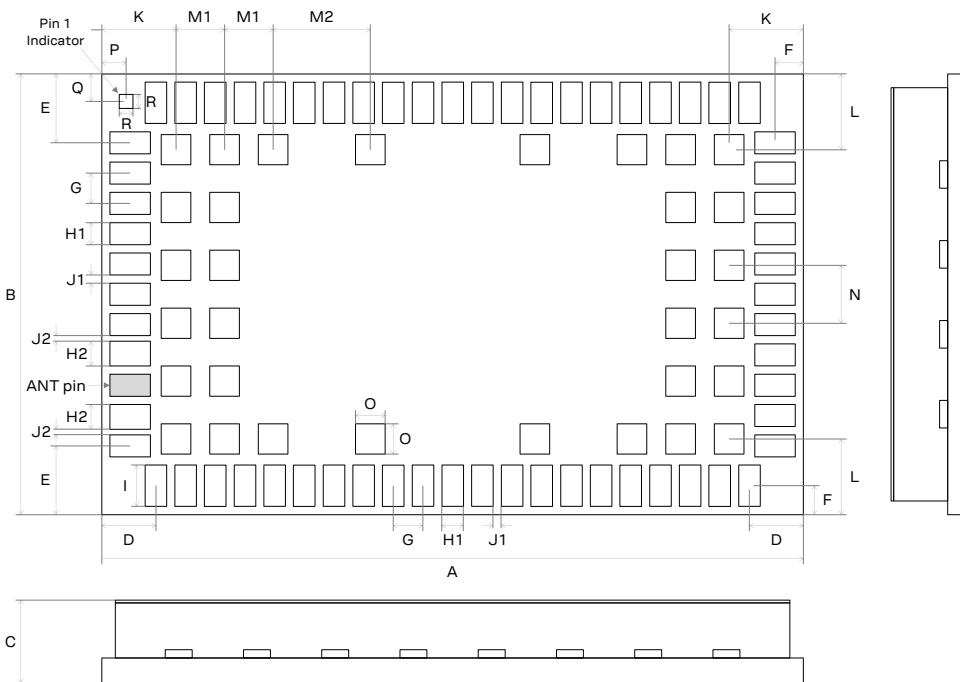 Pin 1
Indicator
K
M1
M1
M2
K
P
F
Q
E
R
R
L
G
H1
J1
B
N
J2
H2
ANT pin
O
O
H2
J2
E
I
L
F
D
G
H1
J1
D
A
C